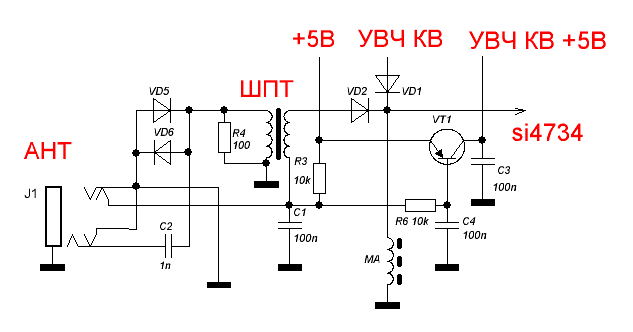 +5В
УВЧ КВ
УВЧ КВ +5В
VD5
ШПТ
VD2
VD1
VT1
VD6
R4
100
si4734
АНТ
R3
10k
C3
100n
J1
C1
100n
R6 10k
C4
100n
C2
1n
МА